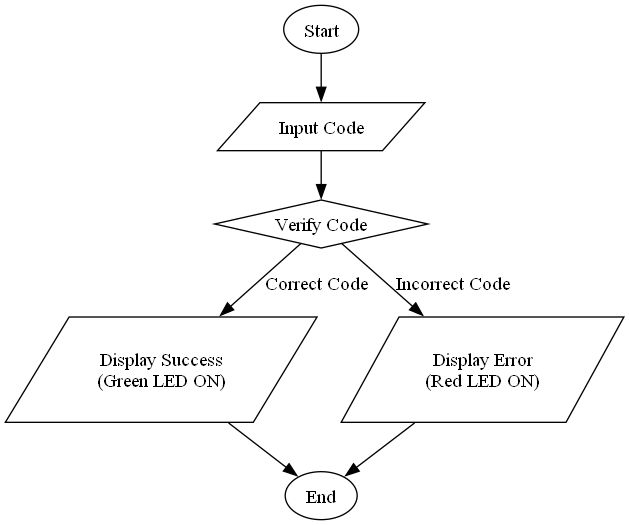 Start
Input Code
Verify Code
Correct Code
Incorrect Code
Display Success
(Green LED ON)
Display Error
(Red LED ON)
End